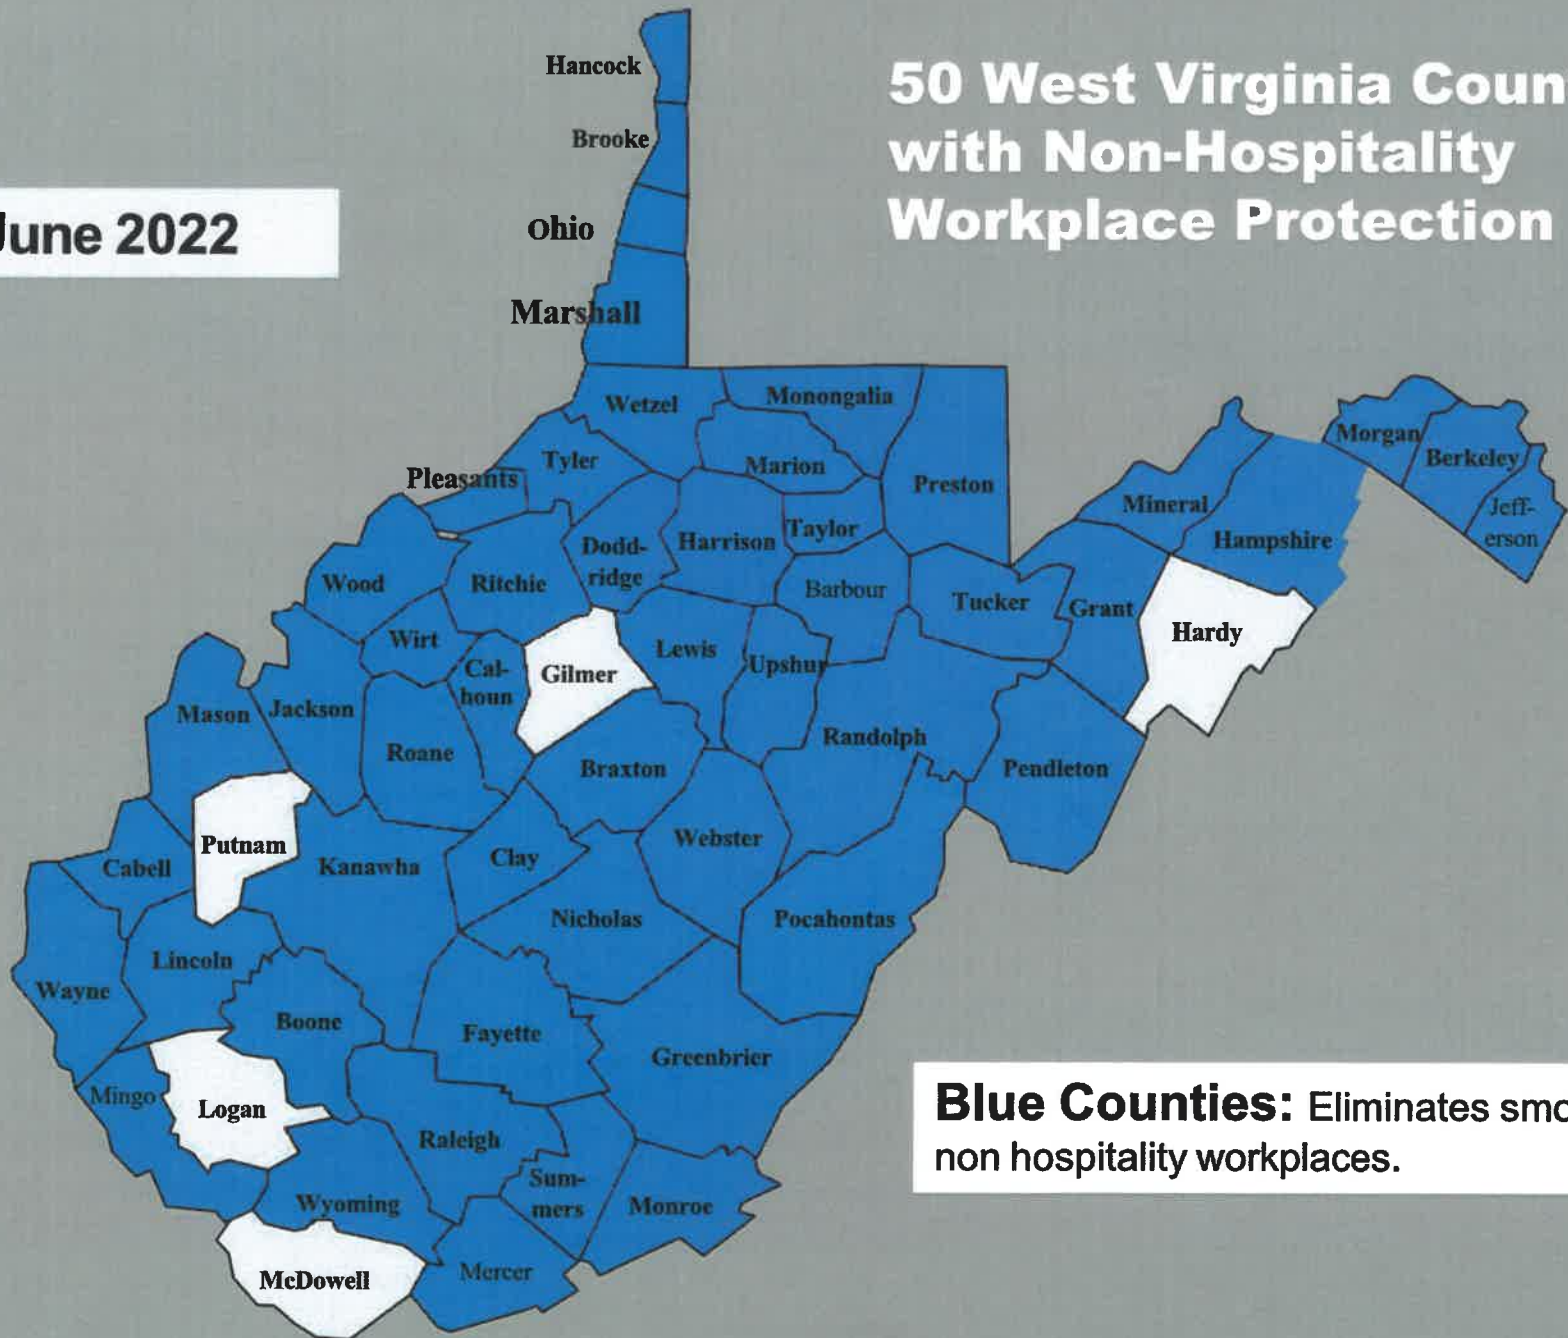 50 West Virginia Coun
with Non-Hospitality
Workplace Protection
June 2022
Hancock
Brooke
Ohio
Marshall
Wetzel
Monongalia
Marion
Preston
Tyler
Pleasants
Morgan
Berkeley
Jeff-
erson
Mineral
Hampshire
Taylor
Harrison
Dodd-
ridge
Ritchie
Wood
Barbour
Tucker
Grant
Hardy
Wirt
Cal-
houn
Gilmer
Lewis
Upshur
Mason
Jackson
Roane
Braxton
Randolph
Pendleton
Putnam
Cabell
Kanawha
Clay
Webster
Nicholas
Pocahontas
Lincoln
Wayne
Boone
Fayette
Greenbrier
Mingo
Logan
Raleigh
Sum-
mers
Monroe
Wyoming
McDowell
Mercer
Blue Counties: Eliminates smo
non hospitality workplaces.